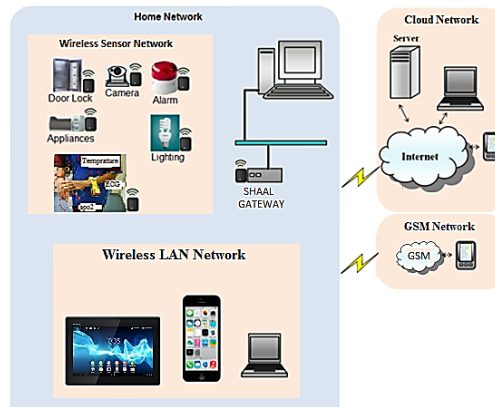 Home Network
Wireless Sensor Network
Door Lock
Camera
Alarm
Appliances
Lighting
Temprature
ECG
spo2
SHAAL
GATEWAY
Cloud Network
Server
Internet
GSM Network
GSM
Wireless LAN Network